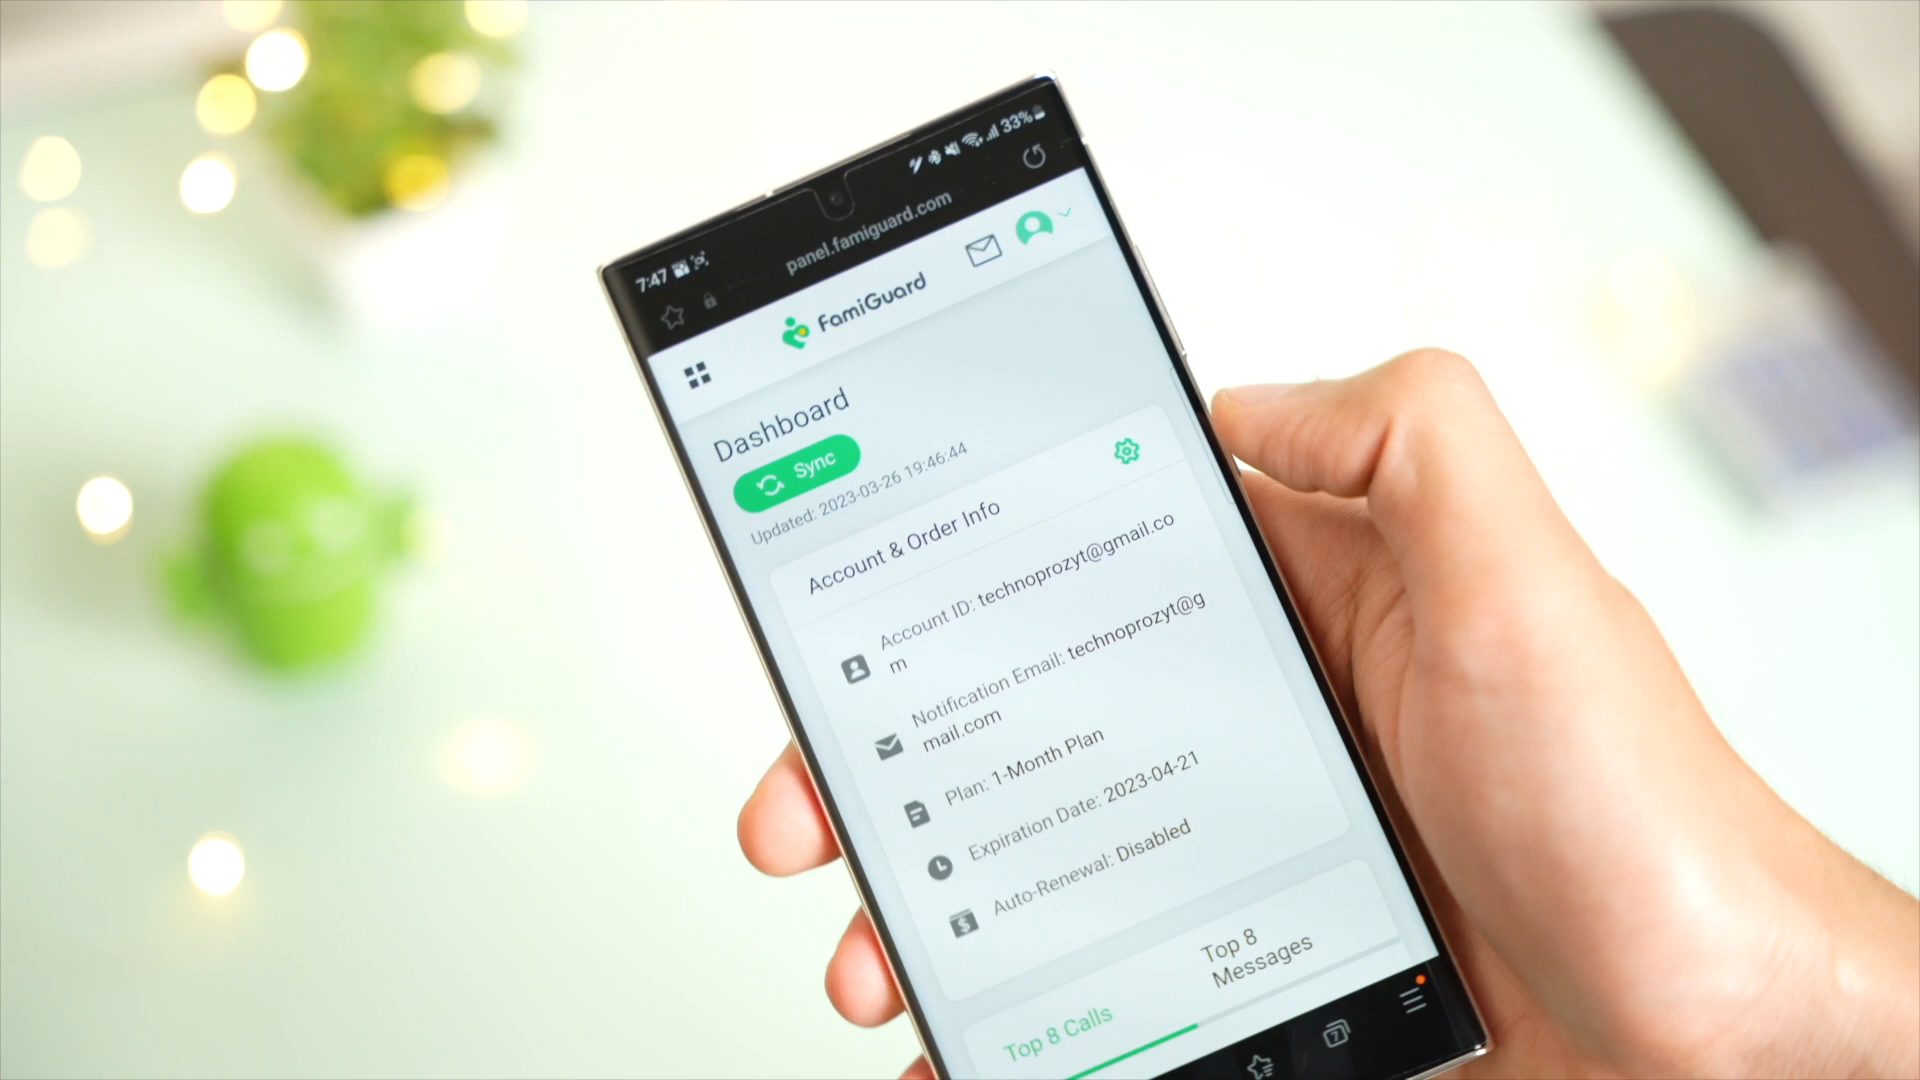 7:47
33%
panel.famiguard.com
FamiGuard
Dashboard
Sync
Updated: 2023-03-26 19:46:44
Account & Order Info
Account ID: technoprozyt@gmail.co
m
Notification Email: technoprozyt@g
mail.com
Plan: 1-Month Plan
Expiration Date: 2023-04-21
Auto-Renewal: Disabled
Top 8 Calls
Top 8
Messages
7